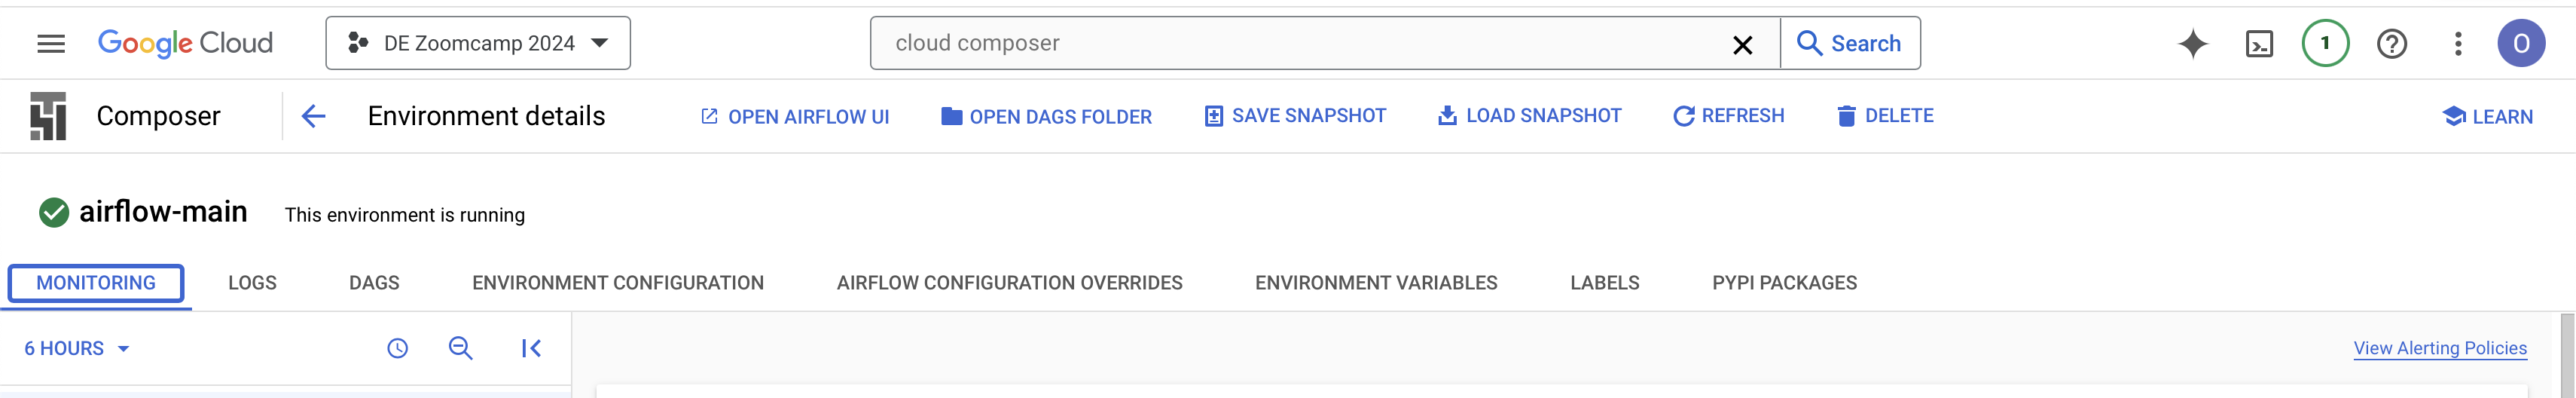 Google Cloud DE Zoomcamp 2024 cloud composer Search 1 O
Composer Environment details OPEN AIRFLOW UI OPEN DAGS FOLDER SAVE SNAPSHOT LOAD SNAPSHOT REFRESH DELETE LEARN
airflow-main This environment is running
MONITORING LOGS DAGS ENVIRONMENT CONFIGURATION AIRFLOW CONFIGURATION OVERRIDES ENVIRONMENT VARIABLES LABELS PYPI PACKAGES
6 HOURS View Alerting Policies